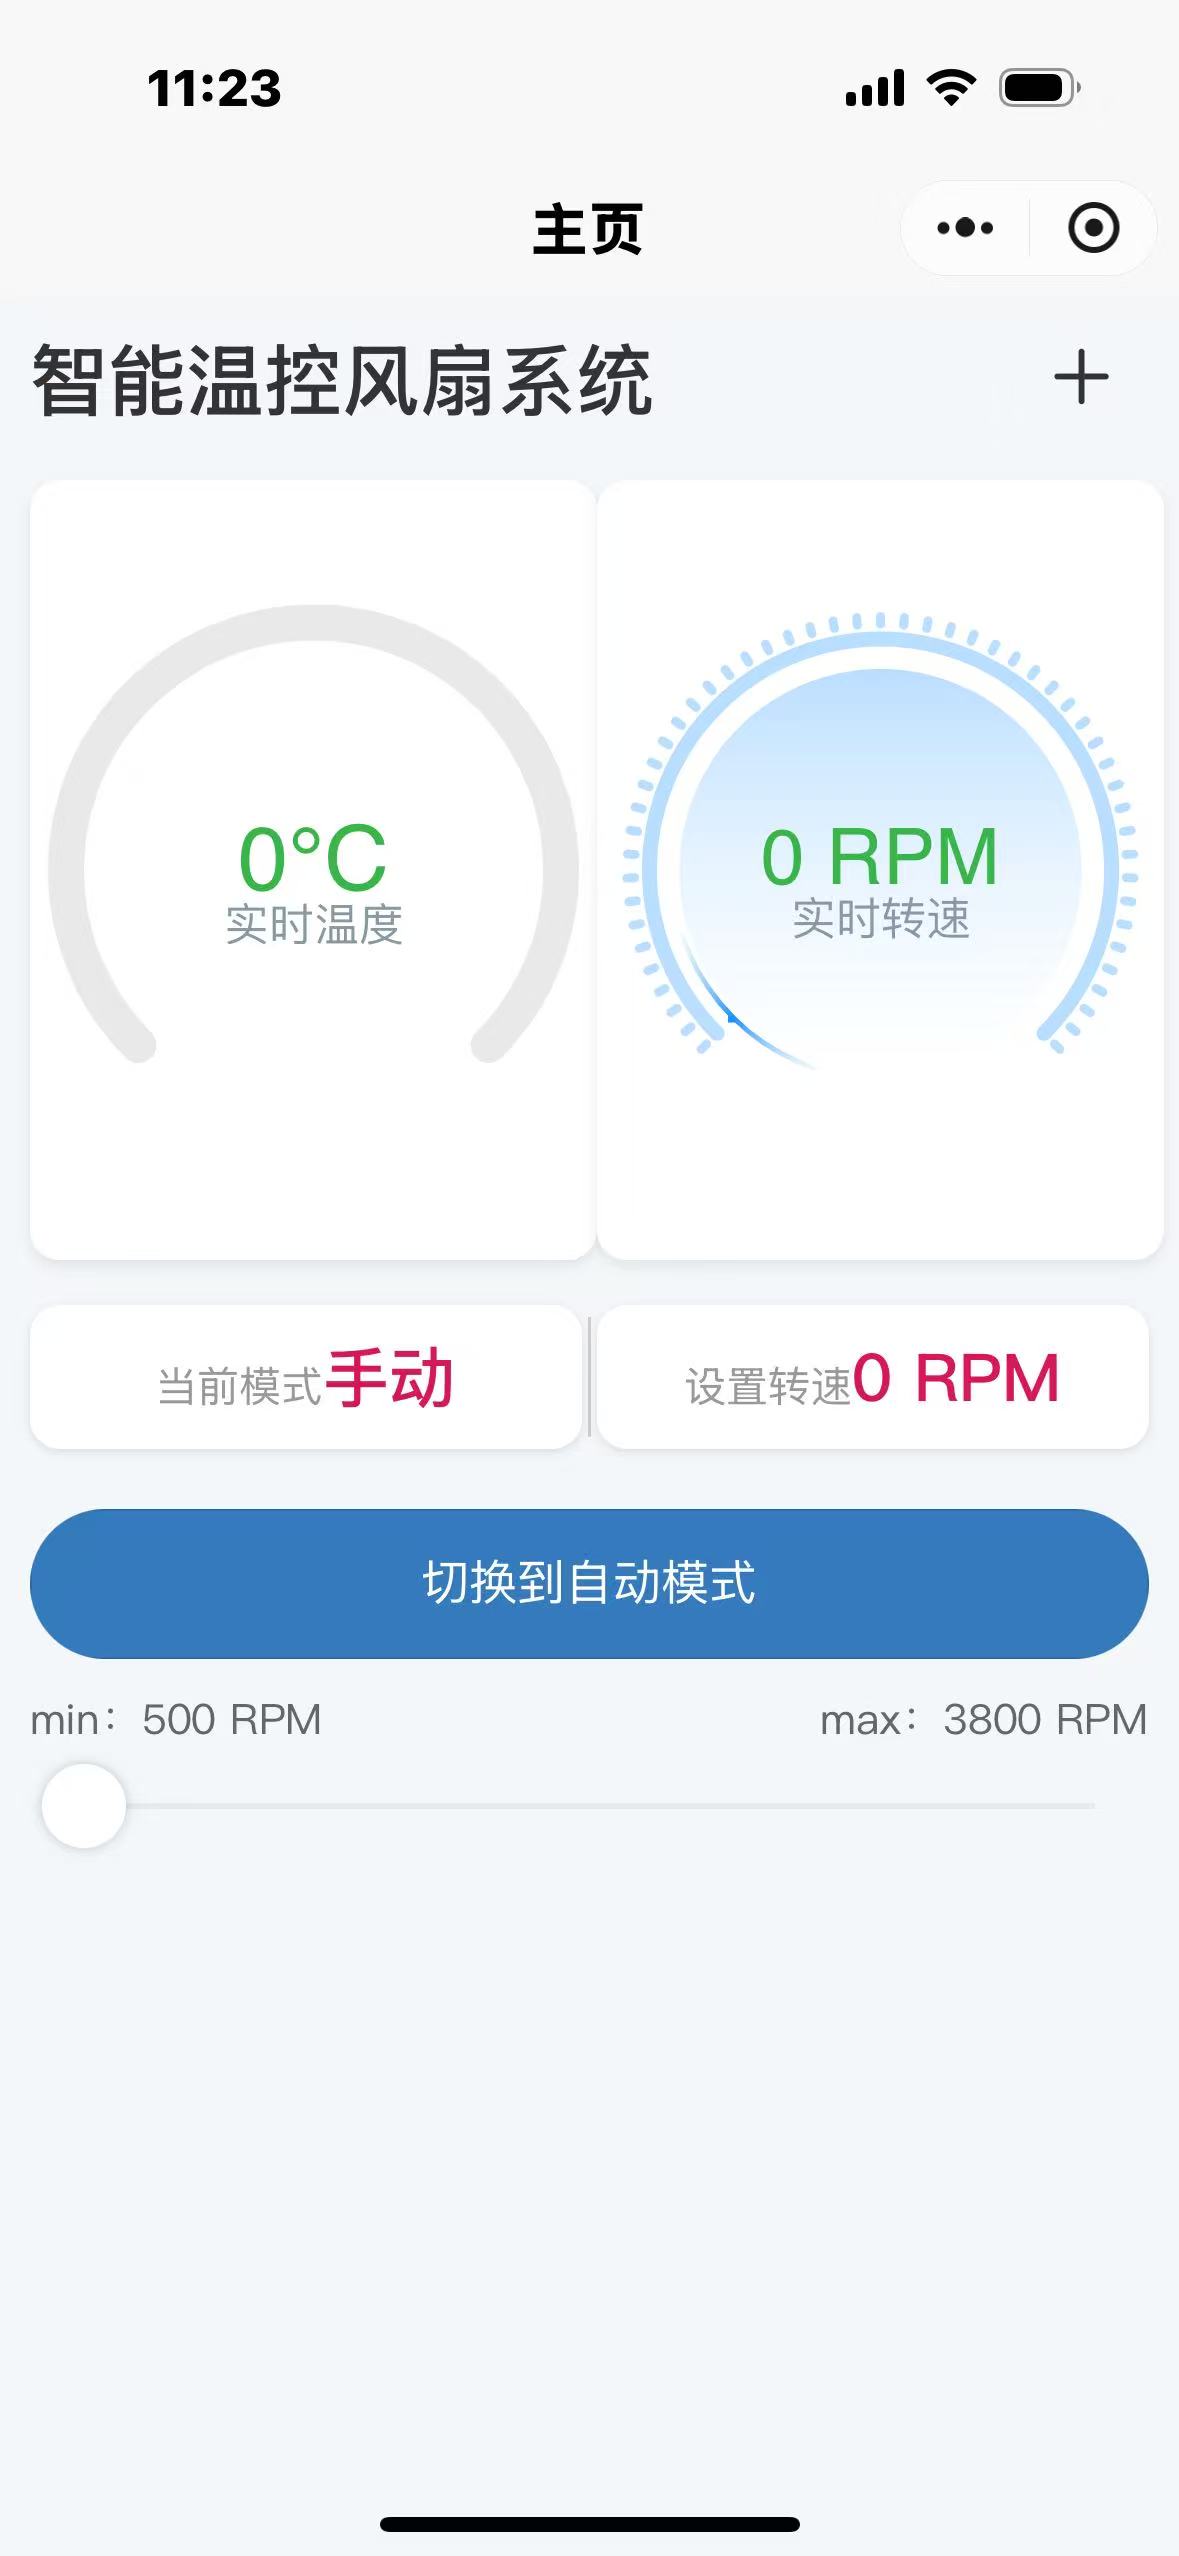 11:23
主页
智能温控风扇系统
0°C
实时温度
0 RPM
实时转速
当前模式手动
设置转速0 RPM
切换到自动模式
min：500 RPM
max：3800 RPM